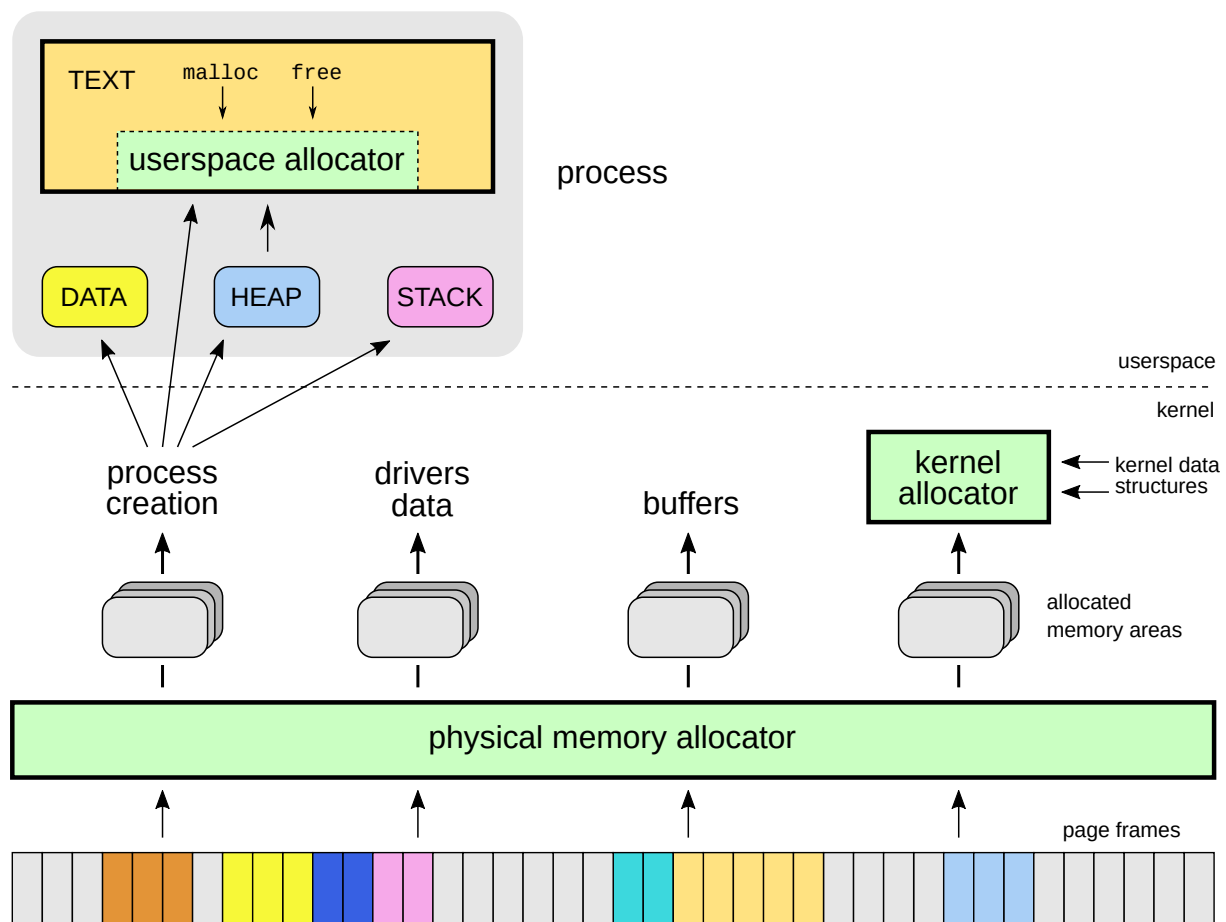 TEXT
malloc
free
userspace allocator
process
DATA
HEAP
STACK
userspace
kernel
process
creation
drivers
data
buffers
kernel
allocator
kernel data
structures
allocated
memory areas
physical memory allocator
page frames